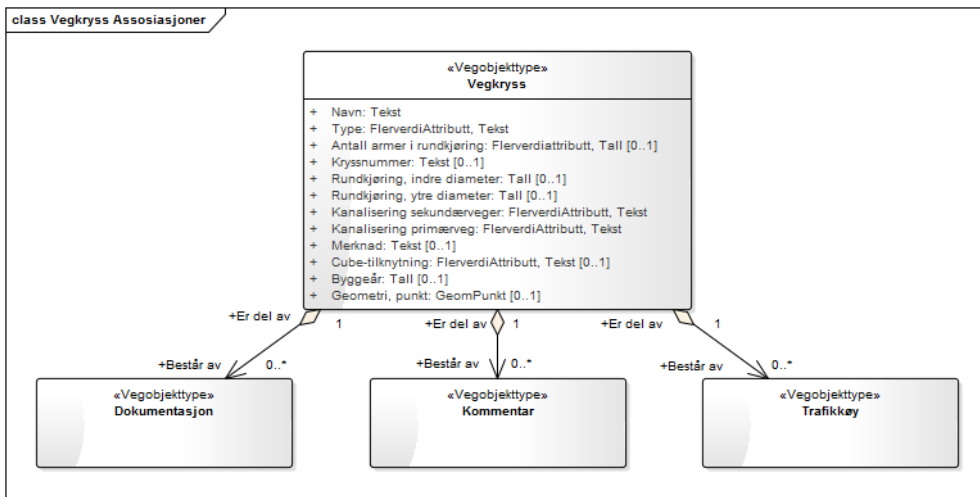 class Vegkryss Assosiasjoner
«Vegobjekttype»
Vegkryss
+ Navn: Tekst
+ Type: FlerverdiAttributt, Tekst
+ Antall armer i rundkjøring: Flerverdiattributt, Tall [0..1]
+ Kryssnummer: Tekst [0..1]
+ Rundkjøring, indre diameter: Tall [0..1]
+ Rundkjøring, ytre diameter: Tall [0..1]
+ Kanalisering sekundærveger: FlerverdiAttributt, Tekst
+ Kanalisering primærveg: FlerverdiAttributt, Tekst
+ Merknad: Tekst [0..1]
+ Cube-tilknytning: FlerverdiAttributt, Tekst [0..1]
+ Byggeår: Tall [0..1]
+ Geometri, punkt: GeomPunkt [0..1]
+Er del av 1 +Er del av 1 +Er del av 1
+Består av 0..* +Består av 0..* +Består av 0..*
«Vegobjekttype» «Vegobjekttype» «Vegobjekttype»
Dokumentasjon Kommentar Trafikkøy